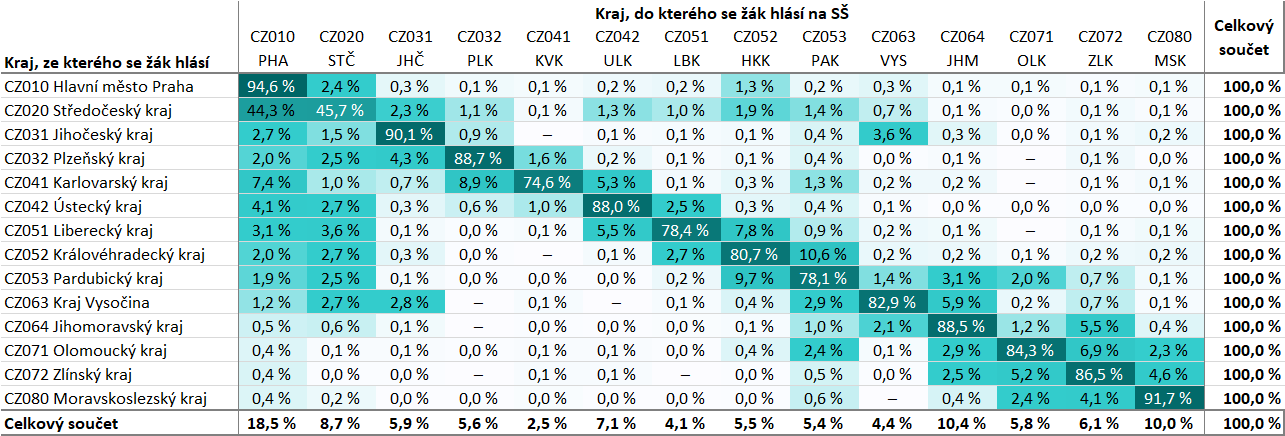 Kraj, do kterého se žák hlásí na SŠ
Kraj, ze kterého se žák hlásí CZ010 PHA CZ020 STČ CZ031 JHČ CZ032 PLK CZ041 KVK CZ042 ULK CZ051 LBK CZ052 HKK CZ053 PAK CZ063 VYS CZ064 JHM CZ071 OLK CZ072 ZLK CZ080 MSK Celkový součet
CZ010 Hlavní město Praha 94,6 % 2,4 % 0,3 % 0,1 % 0,1 % 0,2 % 0,2 % 1,3 % 0,2 % 0,3 % 0,1 % 0,1 % 0,1 % 0,1 % 100,0 %
CZ020 Středočeský kraj 44,3 % 45,7 % 2,3 % 1,1 % 0,1 % 1,3 % 1,0 % 1,9 % 1,4 % 0,7 % 0,1 % 0,0 % 0,1 % 0,1 % 100,0 %
CZ031 Jihočeský kraj 2,7 % 1,5 % 90,1 % 0,9 % – 0,1 % 0,1 % 0,1 % 0,4 % 3,6 % 0,3 % 0,0 % 0,1 % 0,2 % 100,0 %
CZ032 Plzeňský kraj 2,0 % 2,5 % 4,3 % 88,7 % 1,6 % 0,2 % 0,1 % 0,1 % 0,4 % 0,0 % 0,1 % – 0,1 % 0,0 % 100,0 %
CZ041 Karlovarský kraj 7,4 % 1,0 % 0,7 % 8,9 % 74,6 % 5,3 % 0,1 % 0,3 % 1,3 % 0,2 % 0,2 % – 0,1 % 0,1 % 100,0 %
CZ042 Ústecký kraj 4,1 % 2,7 % 0,3 % 0,6 % 1,0 % 88,0 % 2,5 % 0,3 % 0,4 % 0,1 % 0,0 % 0,0 % 0,0 % 0,0 % 100,0 %
CZ051 Liberecký kraj 3,1 % 3,6 % 0,1 % 0,0 % 0,1 % 5,5 % 78,4 % 7,8 % 0,9 % 0,2 % 0,1 % – 0,1 % 0,1 % 100,0 %
CZ052 Královéhradecký kraj 2,0 % 2,7 % 0,1 % 0,0 % – 0,1 % 2,7 % 80,7 % 10,6 % 0,2 % 0,2 % 0,2 % 0,1 % 0,2 % 100,0 %
CZ053 Pardubický kraj 1,9 % 2,5 % 0,1 % 0,0 % 0,0 % 0,0 % 0,2 % 9,7 % 78,1 % 1,4 % 3,1 % 2,0 % 0,7 % 0,1 % 100,0 %
CZ063 Kraj Vysočina 1,2 % 2,7 % 2,8 % – 0,1 % – 0,1 % 0,4 % 2,9 % 82,9 % 5,9 % 0,2 % 0,7 % 0,1 % 100,0 %
CZ064 Jihomoravský kraj 0,5 % 0,6 % 0,1 % – 0,0 % 0,0 % 0,0 % 0,1 % 1,0 % 2,1 % 88,5 % 1,2 % 5,5 % 0,4 % 100,0 %
CZ071 Olomoucký kraj 0,4 % 0,1 % 0,1 % 0,0 % 0,0 % 0,1 % 0,0 % 0,4 % 2,4 % 0,1 % 2,9 % 84,3 % 6,9 % 2,3 % 100,0 %
CZ072 Zlínský kraj 0,4 % 0,0 % 0,0 % – 0,1 % 0,1 % – 0,0 % 0,5 % 0,0 % 2,5 % 5,2 % 86,5 % 4,6 % 100,0 %
CZ080 Moravskoslezský kraj 0,4 % 0,2 % 0,0 % 0,0 % 0,0 % 0,0 % 0,0 % 0,0 % 0,6 % – 0,4 % 2,4 % 4,1 % 91,7 % 100,0 %
Celkový součet 18,5 % 8,7 % 5,9 % 5,6 % 2,5 % 7,1 % 4,1 % 5,5 % 5,4 % 4,4 % 10,4 % 5,8 % 6,1 % 10,0 % 100,0 %